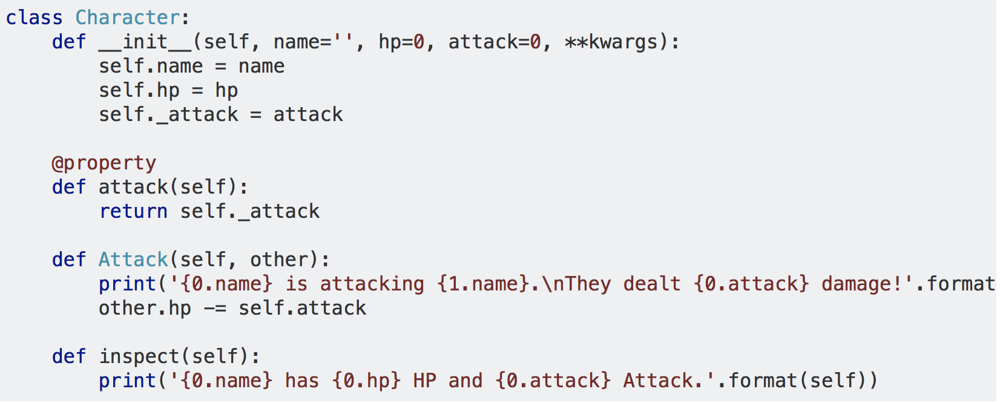 class Character:
    def __init__(self, name='', hp=0, attack=0, **kwargs):
        self.name = name
        self.hp = hp
        self._attack = attack

    @property
    def attack(self):
        return self._attack

    def Attack(self, other):
        print('{0.name} is attacking {1.name}.\nThey dealt {0.attack} damage!'.format
        other.hp -= self.attack

    def inspect(self):
        print('{0.name} has {0.hp} HP and {0.attack} Attack.'.format(self))